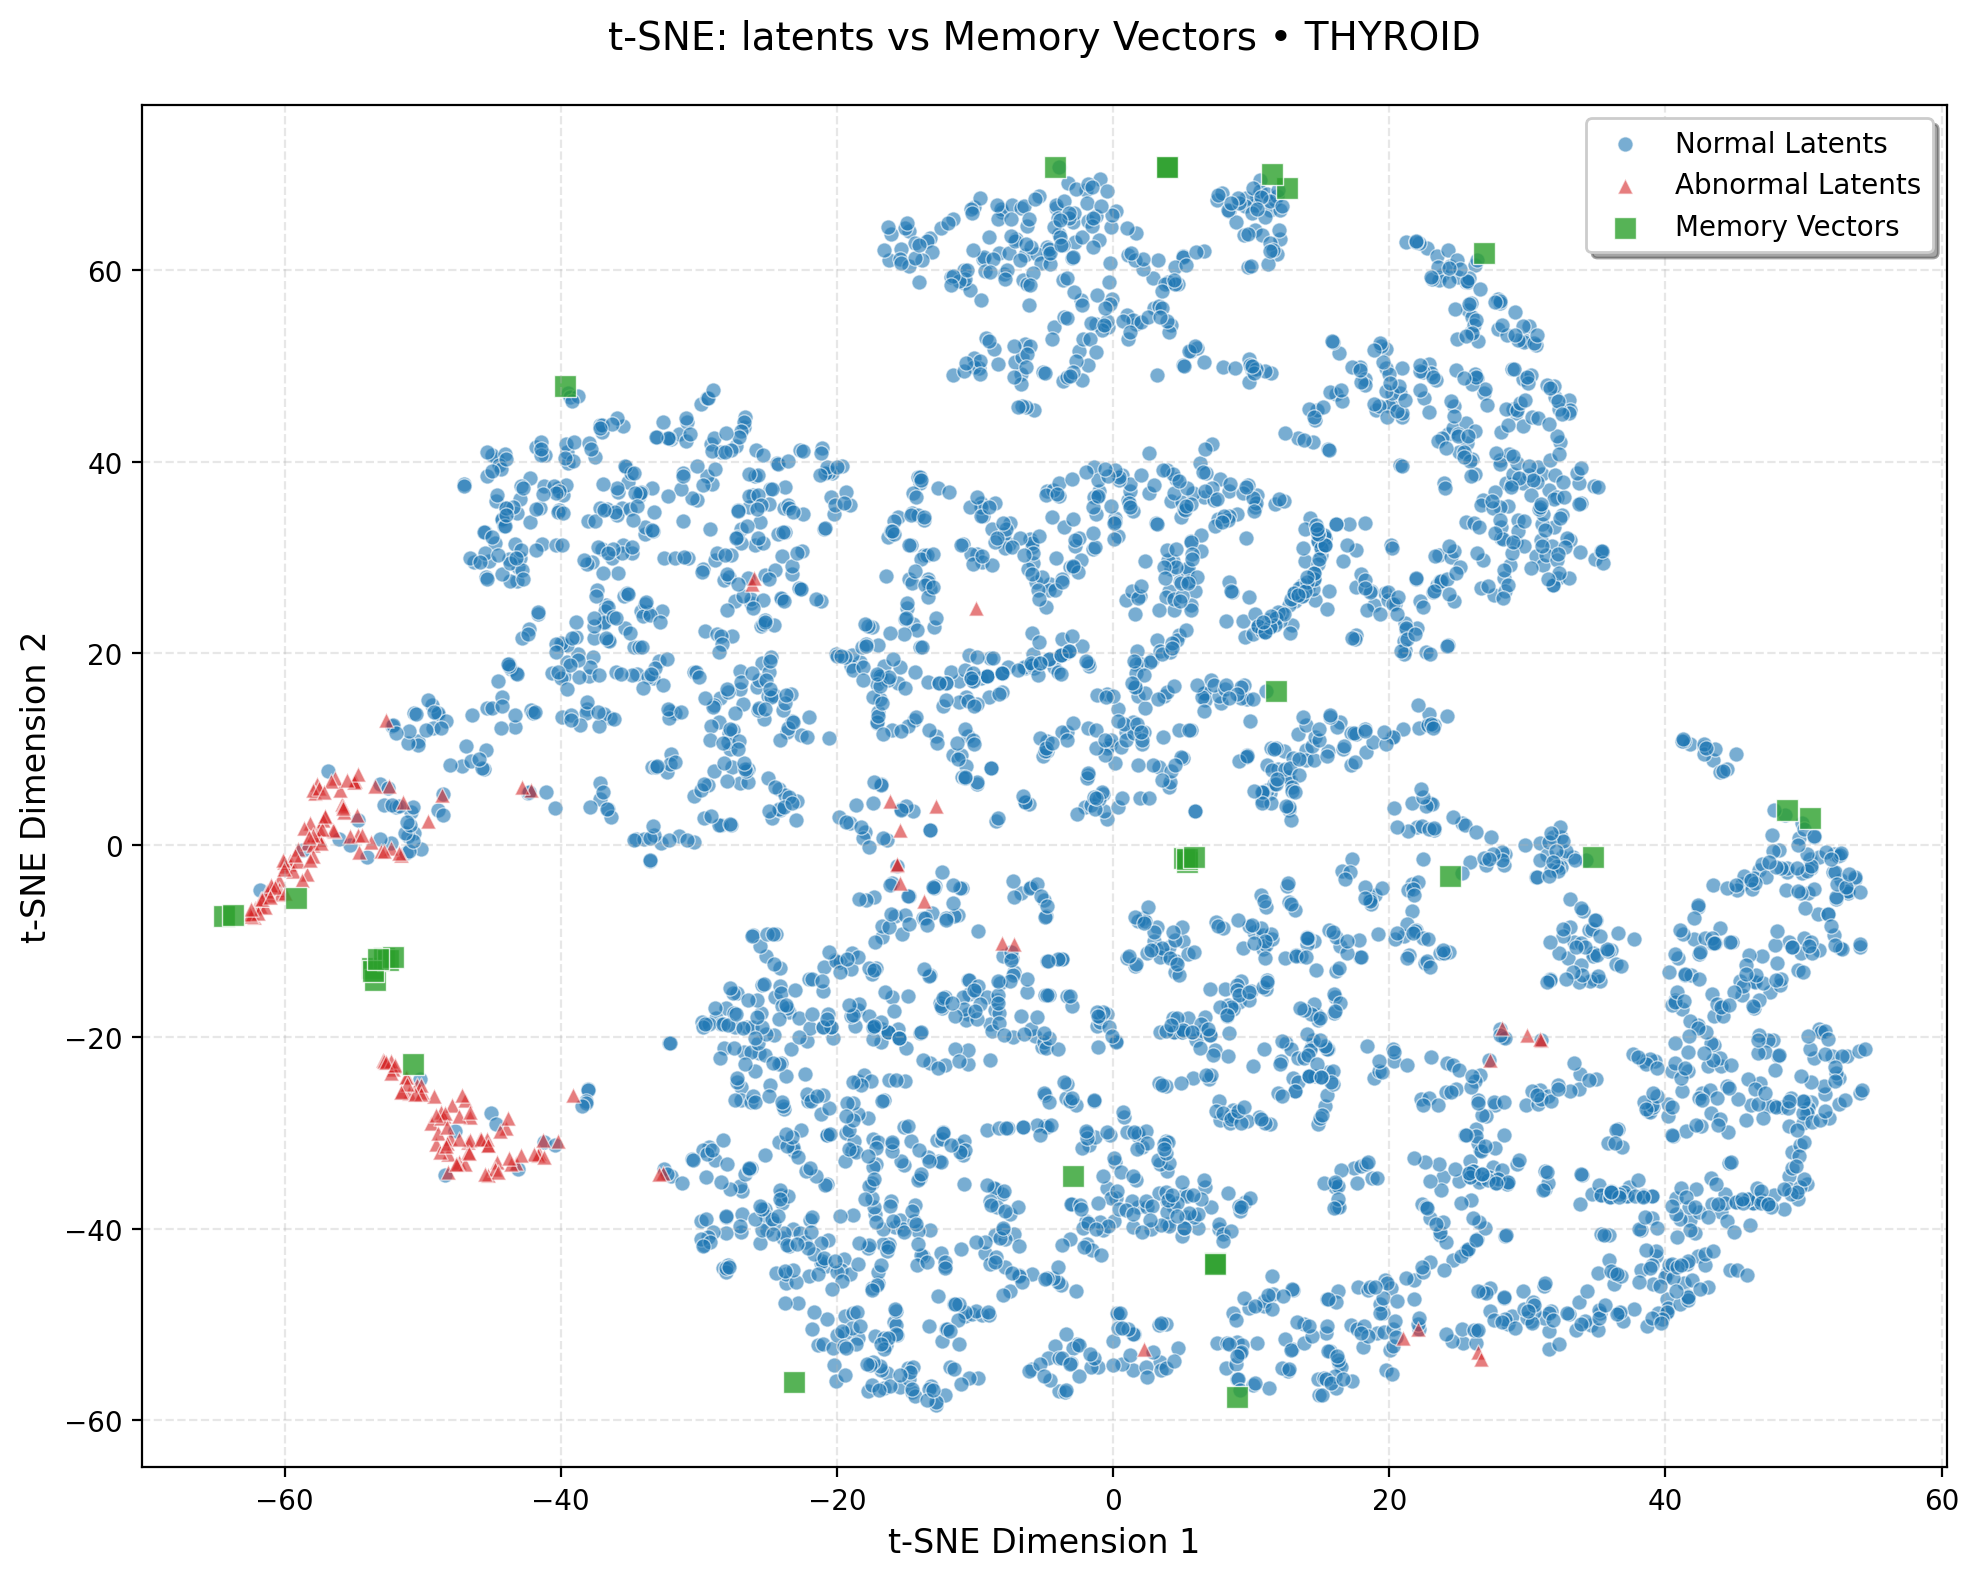 t-SNE: latents vs Memory Vectors • THYROID
Normal Latents
Abnormal Latents
Memory Vectors
t-SNE Dimension 2
60
40
20
0
−20
−40
−60
−60
−40
−20
0
20
40
60
t-SNE Dimension 1